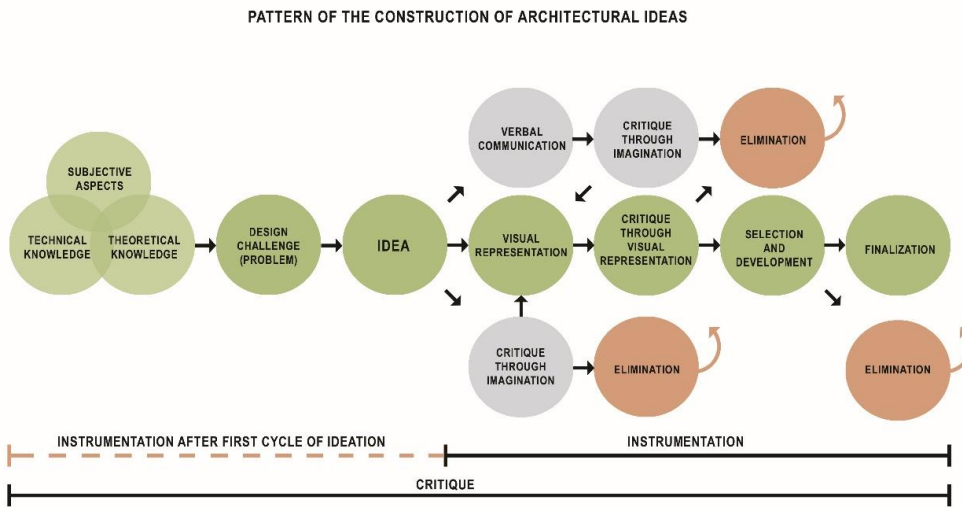 PATTERN OF THE CONSTRUCTION OF ARCHITECTURAL IDEAS
VERBAL
COMMUNICATION
CRITIQUE
THROUGH
IMAGINATION
ELIMINATION
SUBJECTIVE
ASPECTS
TECHNICAL
KNOWLEDGE
THEORETICAL
KNOWLEDGE
DESIGN
CHALLENGE
(PROBLEM)
IDEA
VISUAL
REPRESENTATION
CRITIQUE
THROUGH
VISUAL
REPRESENTATION
SELECTION
AND
DEVELOPMENT
FINALIZATION
CRITIQUE
THROUGH
IMAGINATION
ELIMINATION
ELIMINATION
INSTRUMENTATION AFTER FIRST CYCLE OF IDEATION
INSTRUMENTATION
CRITIQUE